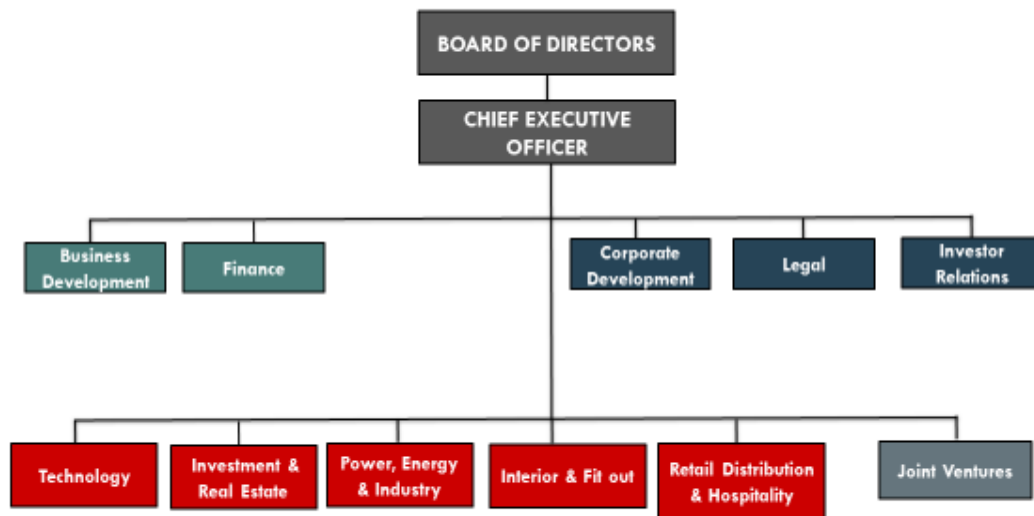 BOARD OF DIRECTORS
CHIEF EXECUTIVE
OFFICER
Business
Development
Finance
Corporate
Development
Legal
Investor
Relations
Technology
Investment &
Real Estate
Power, Energy
& Industry
Interior & Fit out
Retail Distribution
& Hospitality
Joint Ventures